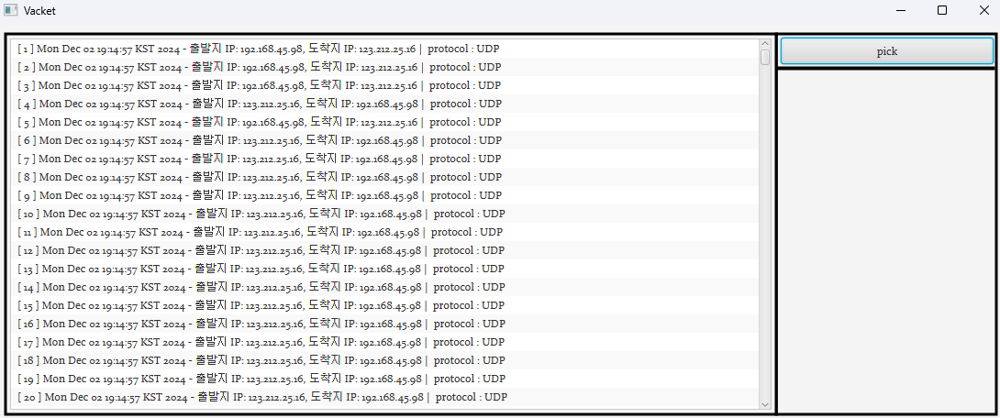 Vacket
[ 1 ] Mon Dec 02 19:14:57 KST 2024 - 출발지 IP: 192.168.45.98, 도착지 IP: 123.212.25.16 | protocol : UDP
pick
[ 2 ] Mon Dec 02 19:14:57 KST 2024 - 출발지 IP: 192.168.45.98, 도착지 IP: 123.212.25.16 | protocol : UDP
[ 3 ] Mon Dec 02 19:14:57 KST 2024 - 출발지 IP: 192.168.45.98, 도착지 IP: 123.212.25.16 | protocol : UDP
[ 4 ] Mon Dec 02 19:14:57 KST 2024 - 출발지 IP: 123.212.25.16, 도착지 IP: 192.168.45.98 | protocol : UDP
[ 5 ] Mon Dec 02 19:14:57 KST 2024 - 출발지 IP: 192.168.45.98, 도착지 IP: 123.212.25.16 | protocol : UDP
[ 6 ] Mon Dec 02 19:14:57 KST 2024 - 출발지 IP: 123.212.25.16, 도착지 IP: 192.168.45.98 | protocol : UDP
[ 7 ] Mon Dec 02 19:14:57 KST 2024 - 출발지 IP: 123.212.25.16, 도착지 IP: 192.168.45.98 | protocol : UDP
[ 8 ] Mon Dec 02 19:14:57 KST 2024 - 출발지 IP: 123.212.25.16, 도착지 IP: 192.168.45.98 | protocol : UDP
[ 9 ] Mon Dec 02 19:14:57 KST 2024 - 출발지 IP: 123.212.25.16, 도착지 IP: 192.168.45.98 | protocol : UDP
[ 10 ] Mon Dec 02 19:14:57 KST 2024 - 출발지 IP: 123.212.25.16, 도착지 IP: 192.168.45.98 | protocol : UDP
[ 11 ] Mon Dec 02 19:14:57 KST 2024 - 출발지 IP: 123.212.25.16, 도착지 IP: 192.168.45.98 | protocol : UDP
[ 12 ] Mon Dec 02 19:14:57 KST 2024 - 출발지 IP: 123.212.25.16, 도착지 IP: 192.168.45.98 | protocol : UDP
[ 13 ] Mon Dec 02 19:14:57 KST 2024 - 출발지 IP: 123.212.25.16, 도착지 IP: 192.168.45.98 | protocol : UDP
[ 14 ] Mon Dec 02 19:14:57 KST 2024 - 출발지 IP: 123.212.25.16, 도착지 IP: 192.168.45.98 | protocol : UDP
[ 15 ] Mon Dec 02 19:14:57 KST 2024 - 출발지 IP: 123.212.25.16, 도착지 IP: 192.168.45.98 | protocol : UDP
[ 16 ] Mon Dec 02 19:14:57 KST 2024 - 출발지 IP: 123.212.25.16, 도착지 IP: 192.168.45.98 | protocol : UDP
[ 17 ] Mon Dec 02 19:14:57 KST 2024 - 출발지 IP: 123.212.25.16, 도착지 IP: 192.168.45.98 | protocol : UDP
[ 18 ] Mon Dec 02 19:14:57 KST 2024 - 출발지 IP: 123.212.25.16, 도착지 IP: 192.168.45.98 | protocol : UDP
[ 19 ] Mon Dec 02 19:14:57 KST 2024 - 출발지 IP: 123.212.25.16, 도착지 IP: 192.168.45.98 | protocol : UDP
[ 20 ] Mon Dec 02 19:14:57 KST 2024 - 출발지 IP: 123.212.25.16, 도착지 IP: 192.168.45.98 | protocol : UDP